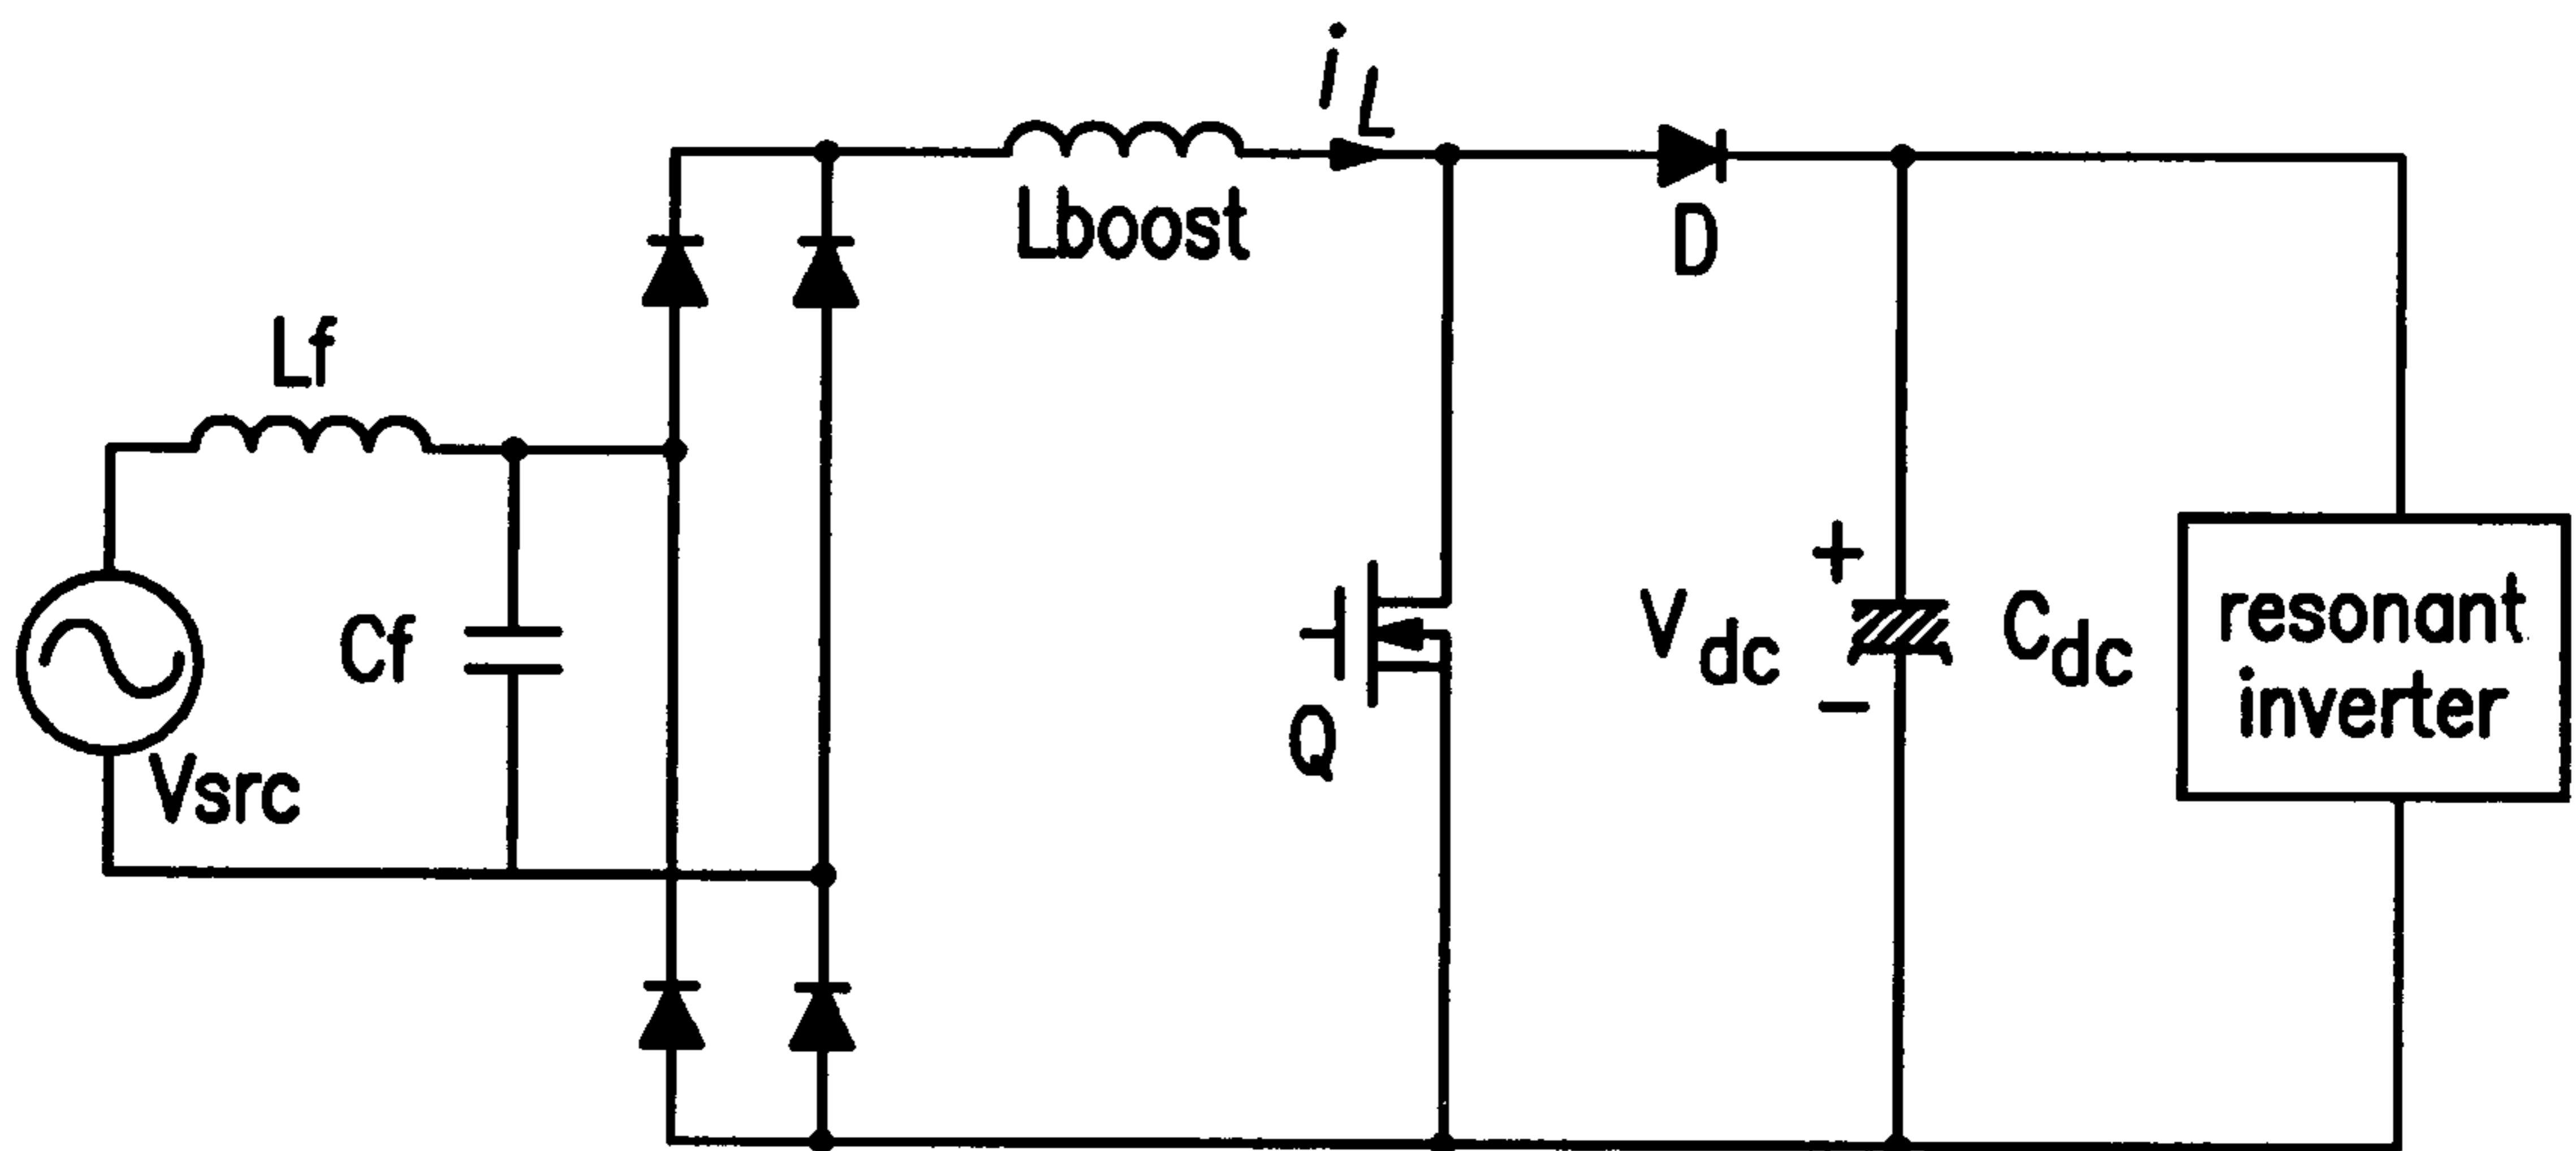 iL
Lboost
D
Lf
Cf
Vsrc
Q
+
Vdc
−
Cdc
resonant
inverter